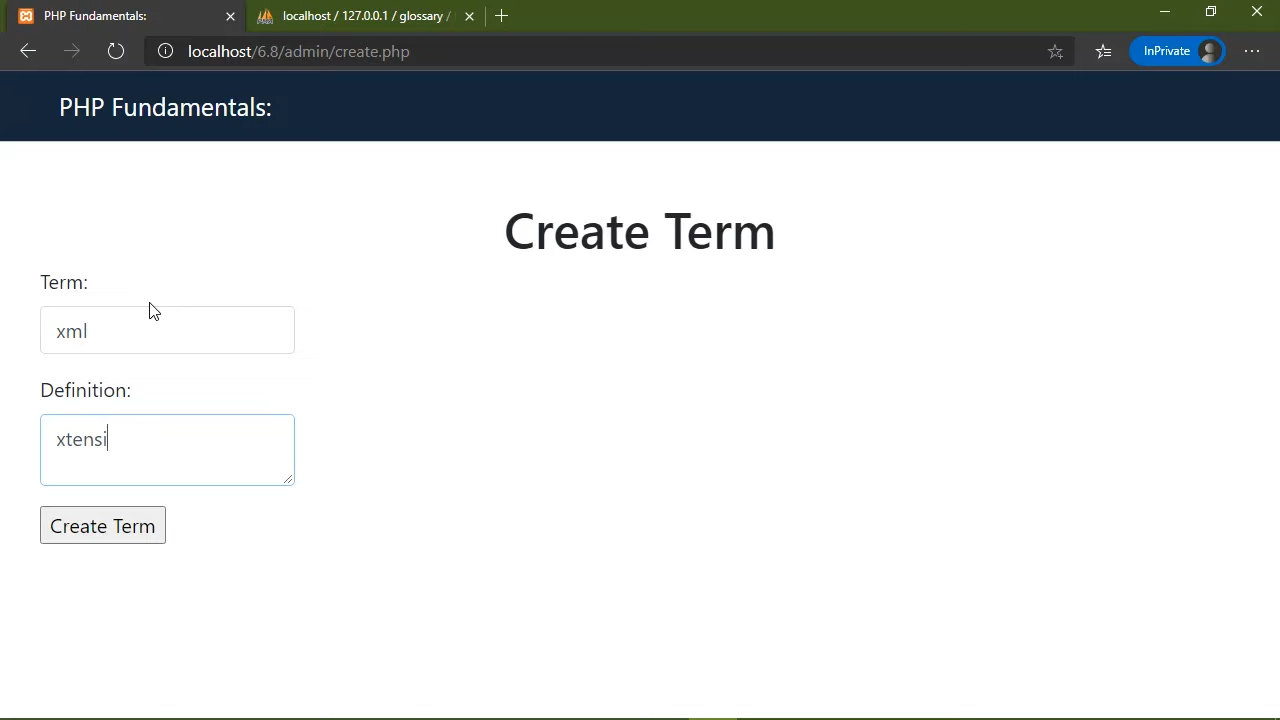 PHP Fundamentals:
localhost / 127.0.0.1 / glossary /
localhost/6.8/admin/create.php
InPrivate
PHP Fundamentals:
Create Term
Term:
xml
Definition:
xtensi
Create Term